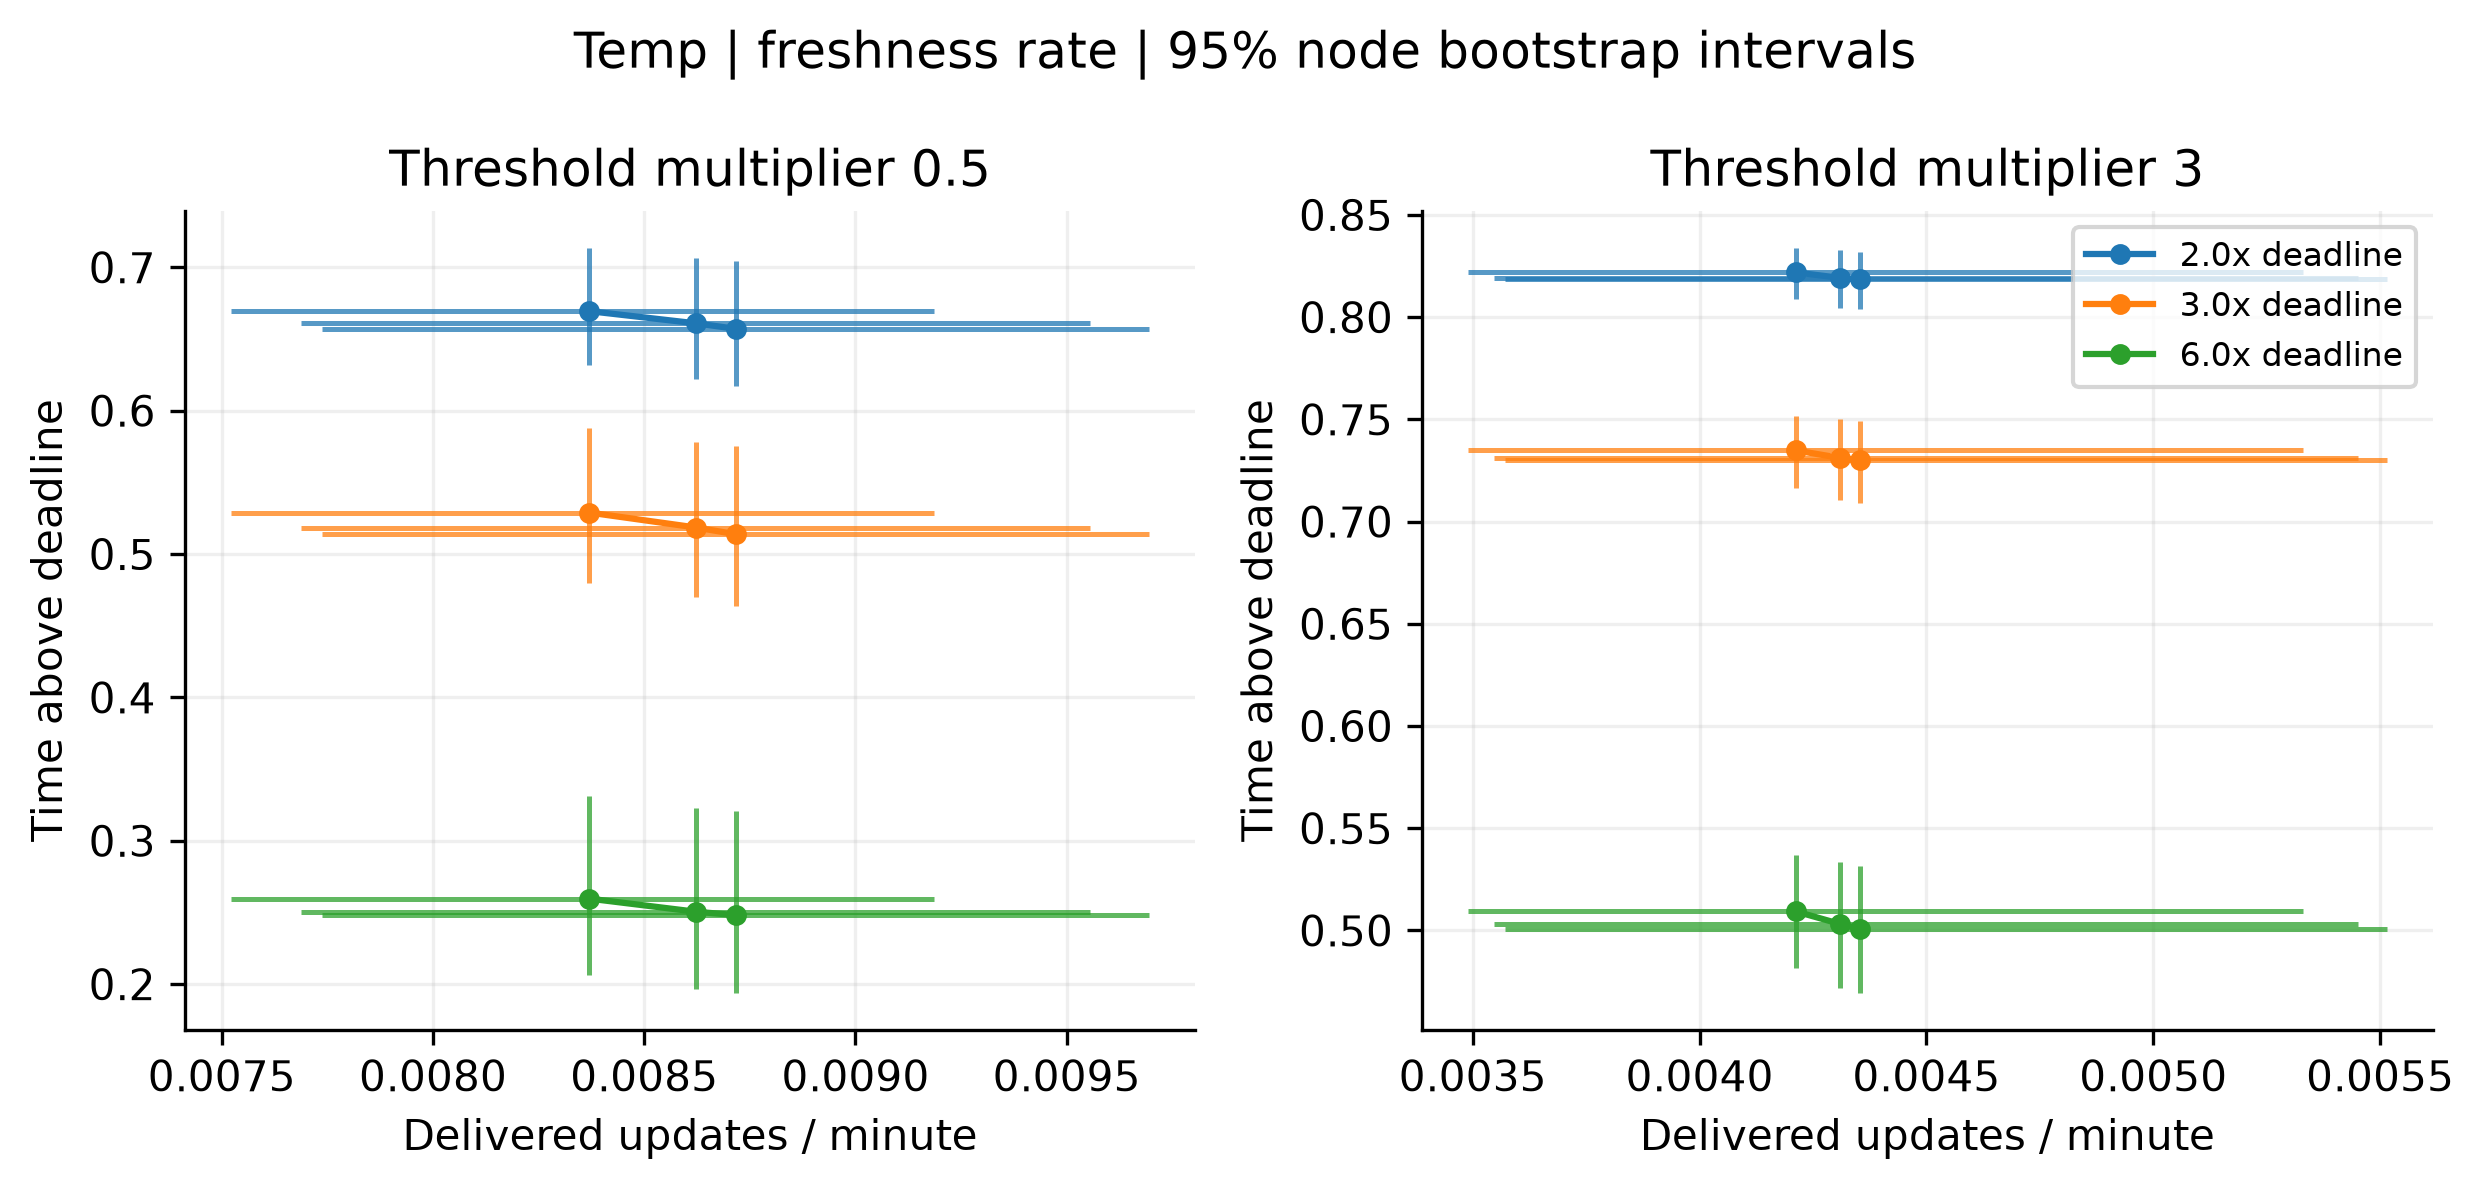 Temp | freshness rate | 95% node bootstrap intervals
Threshold multiplier 0.5
Time above deadline
0.7
0.6
0.5
0.4
0.3
0.2
0.0075 0.0080 0.0085 0.0090 0.0095
Delivered updates / minute
Threshold multiplier 3
Time above deadline
0.85
0.80
0.75
0.70
0.65
0.60
0.55
0.50
2.0x deadline
3.0x deadline
6.0x deadline
0.0035 0.0040 0.0045 0.0050 0.0055
Delivered updates / minute